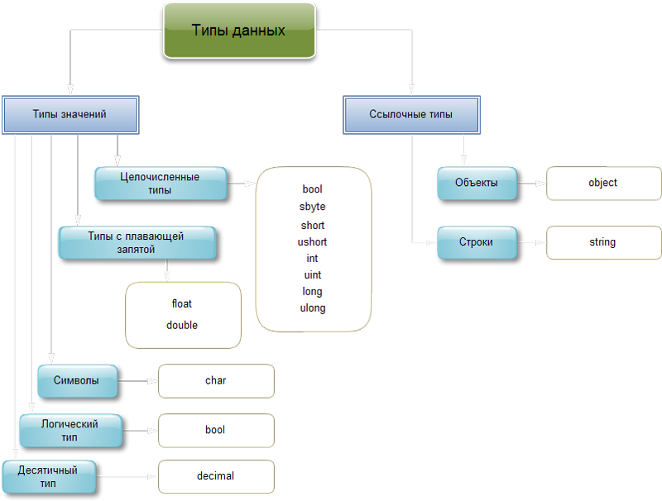 Типы данных
Типы значений
Ссылочные типы
Целочисленные
типы
bool
sbyte
short
ushort
int
uint
long
ulong
Объекты
object
Типы с плавающей
запятой
float
double
Строки
string
Символы
char
Логический
тип
bool
Десятичный
тип
decimal